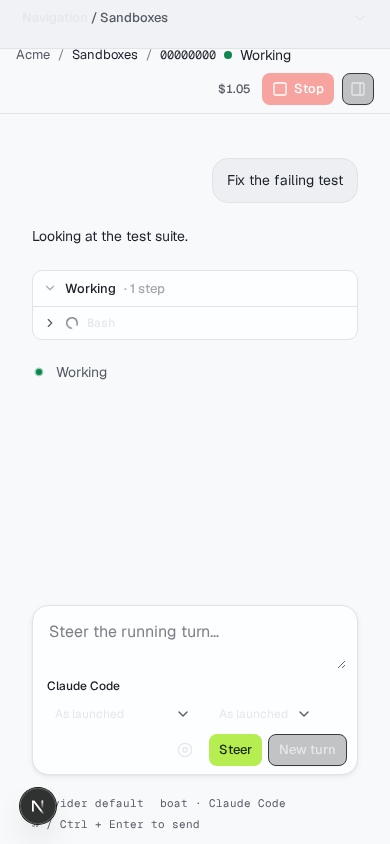 Navigation / Sandboxes
Acme / Sandboxes / 00000000 Working
$1.05 Stop
Fix the failing test
Looking at the test suite.
Working · 1 step
Bash
Working
Steer the running turn...
Claude Code
As launched As launched
Steer New turn
N
default boat · Claude Code
/ Ctrl + Enter to send